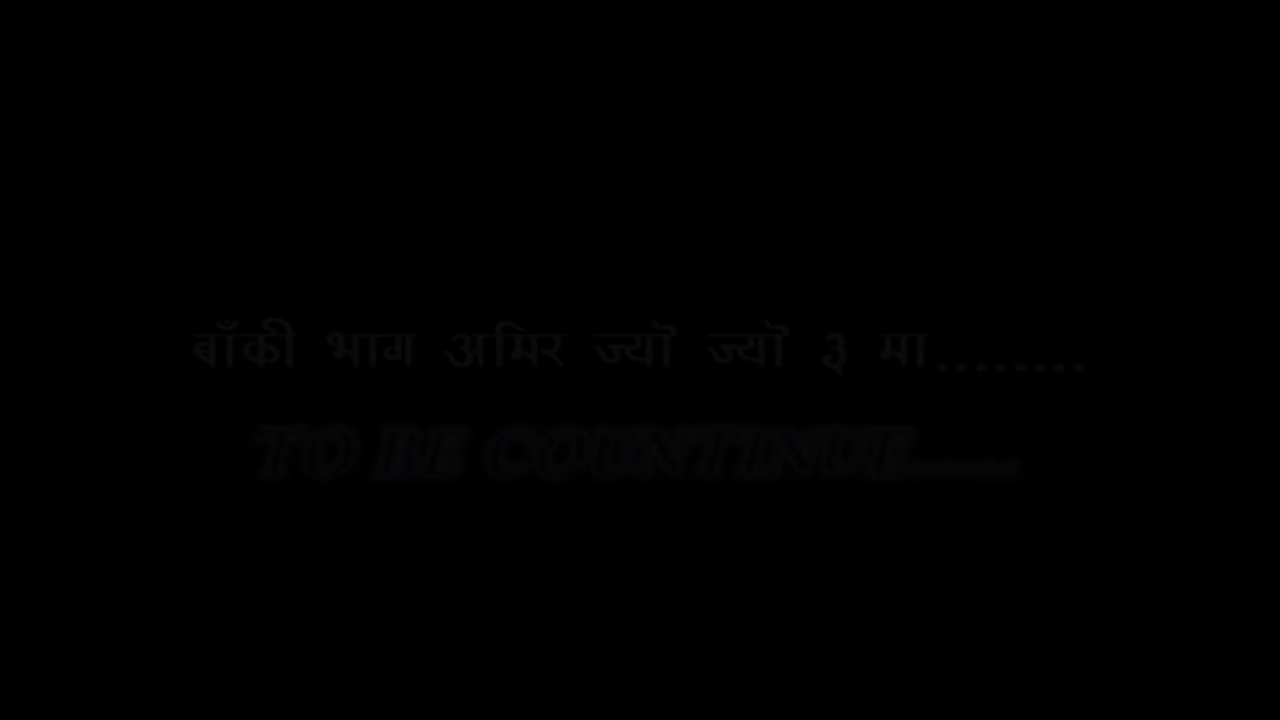 बाँकी भाग अमिर ज्यो ज्यो ३ मा........
TO BE COUNTINUE..........